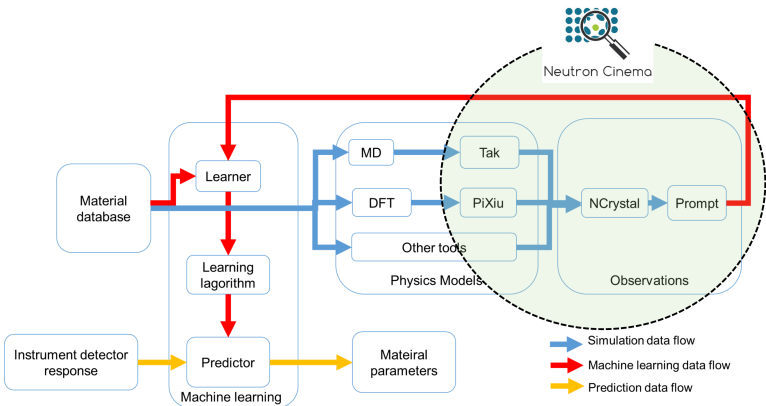 Neutron Cinema
MD
Tak
Learner
Material
database
DFT
PiXiu
NCrystal
Prompt
Other tools
Learning
lagorithm
Physics Models
Observations
Instrument detector
response
Predictor
Mateiral
parameters
Machine learning
Simulation data flow
Machine learning data flow
Prediction data flow